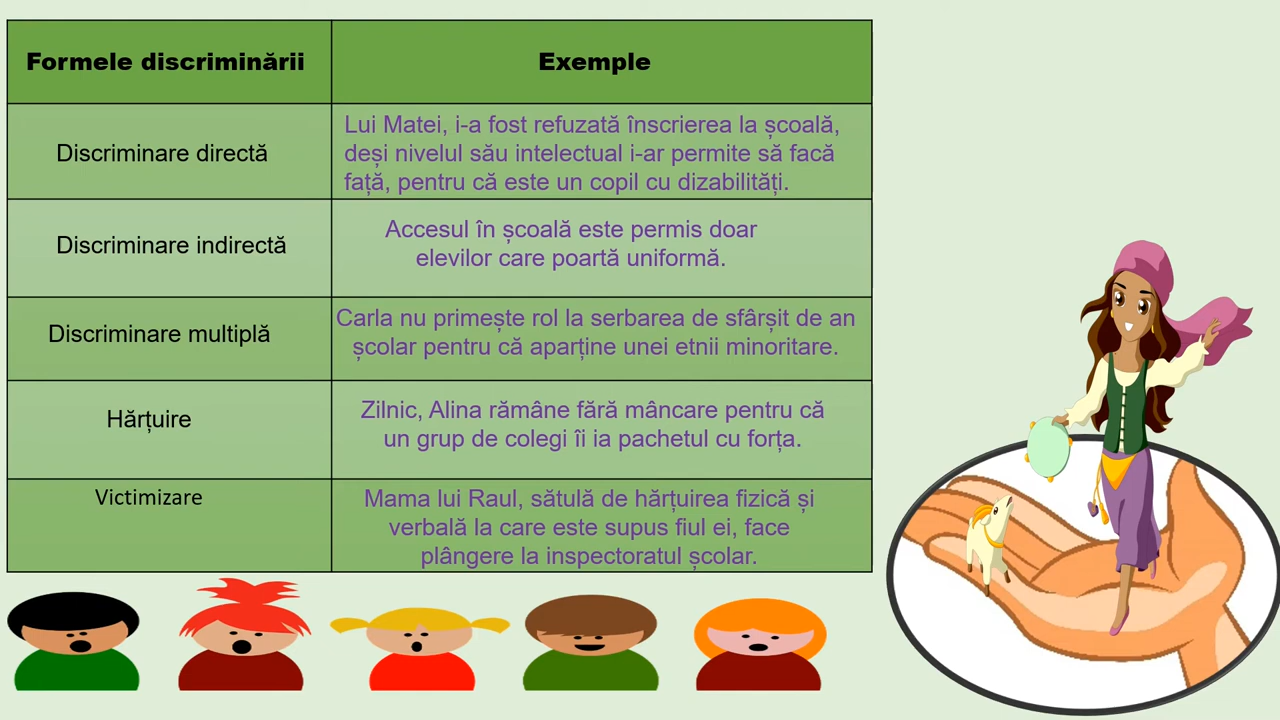 Formele discriminării
Exemple
Discriminare directă
Lui Matei, i-a fost refuzată înscrierea la școală,
deși nivelul său intelectual i-ar permite să facă
față, pentru că este un copil cu dizabilități.
Discriminare indirectă
Accesul în școală este permis doar
elevilor care poartă uniformă.
Discriminare multiplă
Carla nu primește rol la serbarea de sfârșit de an
școlar pentru că aparține unei etnii minoritare.
Hărțuire
Zilnic, Alina rămâne fără mâncare pentru că
un grup de colegi îi ia pachetul cu forța.
Victimizare
Mama lui Raul, sătulă de hărțuirea fizică și
verbală la care este supus fiul ei, face
plângere la inspectoratul școlar.